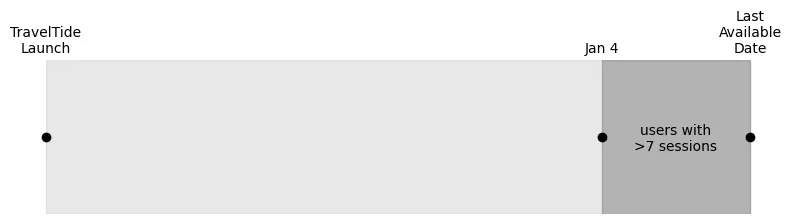 TravelTide
Launch
Jan 4
Last
Available
Date
users with
>7 sessions